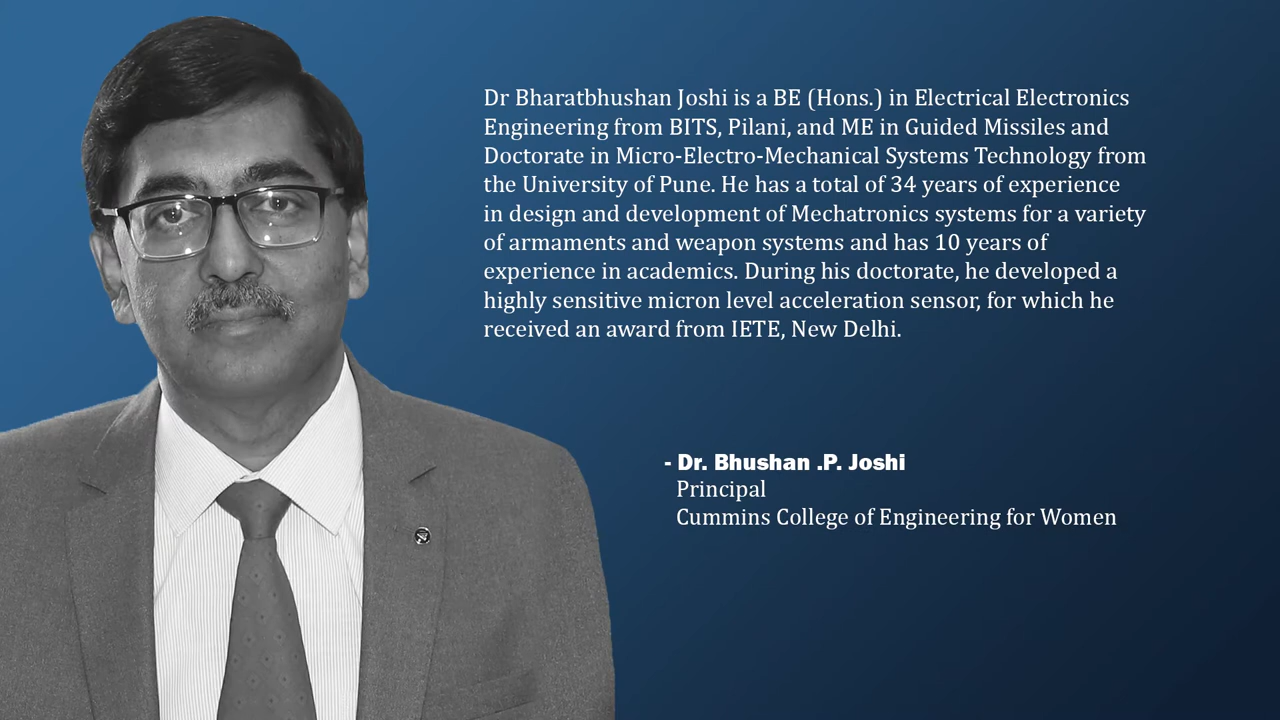 Dr Bharatbhushan Joshi is a BE (Hons.) in Electrical Electronics
Engineering from BITS, Pilani, and ME in Guided Missiles and
Doctorate in Micro-Electro-Mechanical Systems Technology from
the University of Pune. He has a total of 34 years of experience
in design and development of Mechatronics systems for a variety
of armaments and weapon systems and has 10 years of
experience in academics. During his doctorate, he developed a
highly sensitive micron level acceleration sensor, for which he
received an award from IETE, New Delhi.
- Dr. Bhushan .P. Joshi
Principal
Cummins College of Engineering for Women